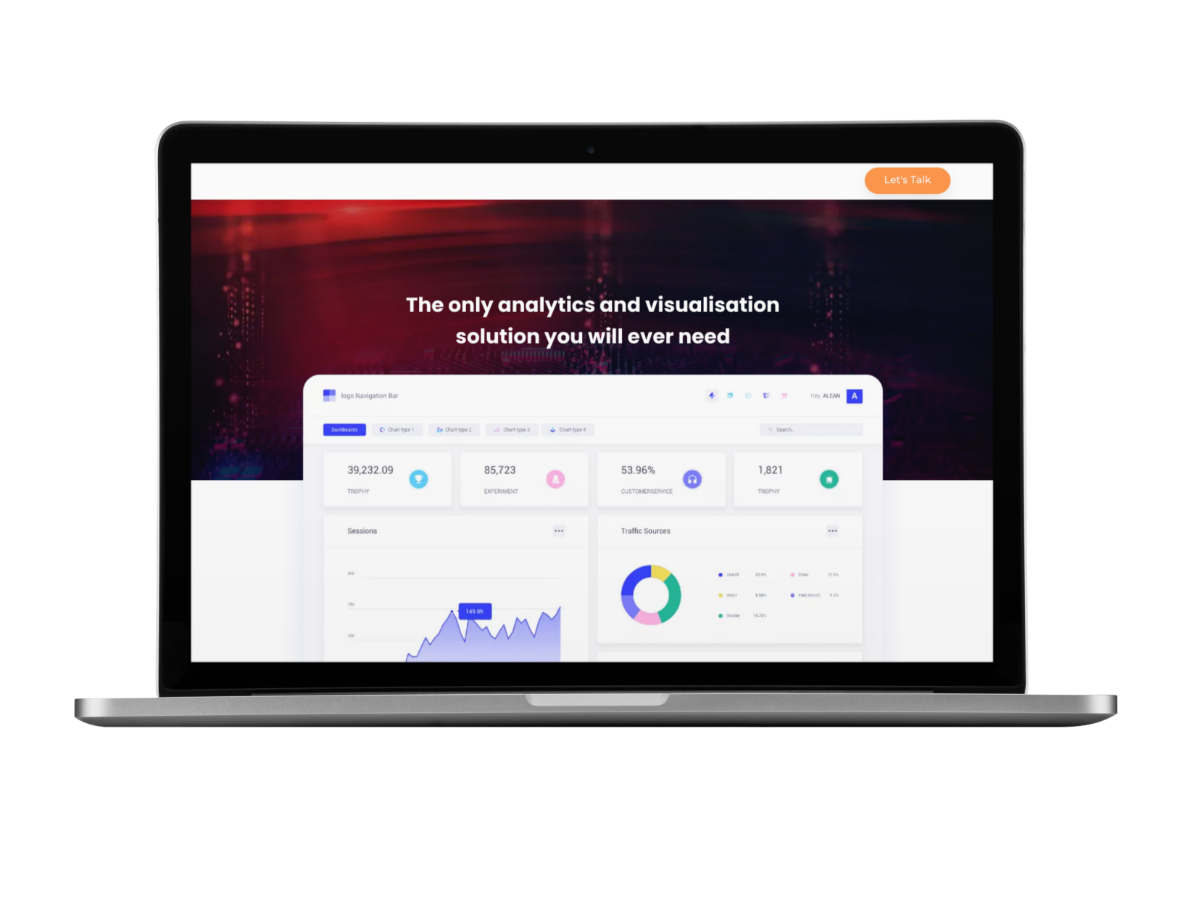 Let's Talk
The only analytics and visualisation
solution you will ever need
logo Navigation Bar
Hey, ALEAN A
Dashboards Chart type 1 Chart type 2 Chart type 3 Chart type 4 Search..
39,232.09
TROPHY
85,723
EXPERIMENT
53.96%
CUSTOMERSERVICE
1,821
TROPHY
Sessions
Traffic Sources
149.89